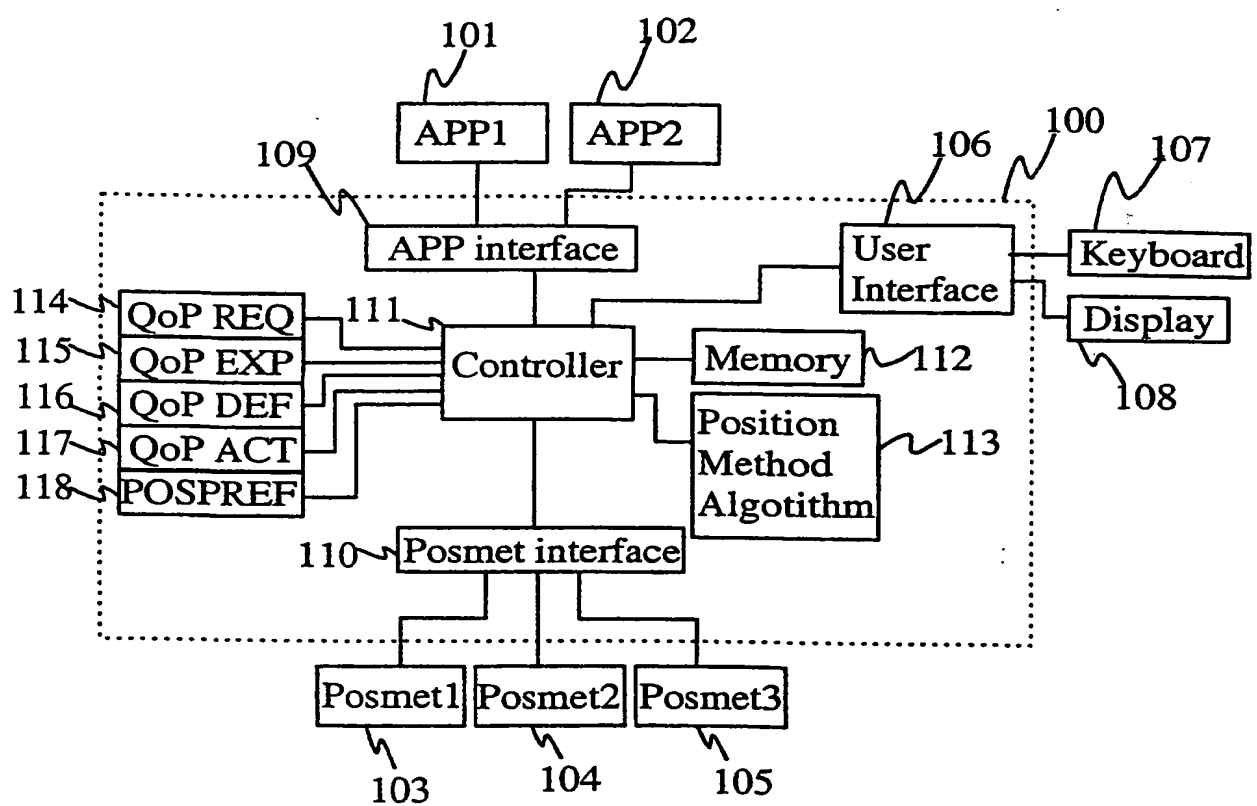 101
102
APP1
APP2
109
106
100
107
APP interface
User
Interface
Keyboard
Display
108
114
QoP REQ
115
QoP EXP
116
QoP DEF
117
QoP ACT
118
POSPREF
111
Controller
Memory
112
Position
Method
Algotithm
113
110
Posmet interface
Posmet1
Posmet2
Posmet3
103
104
105